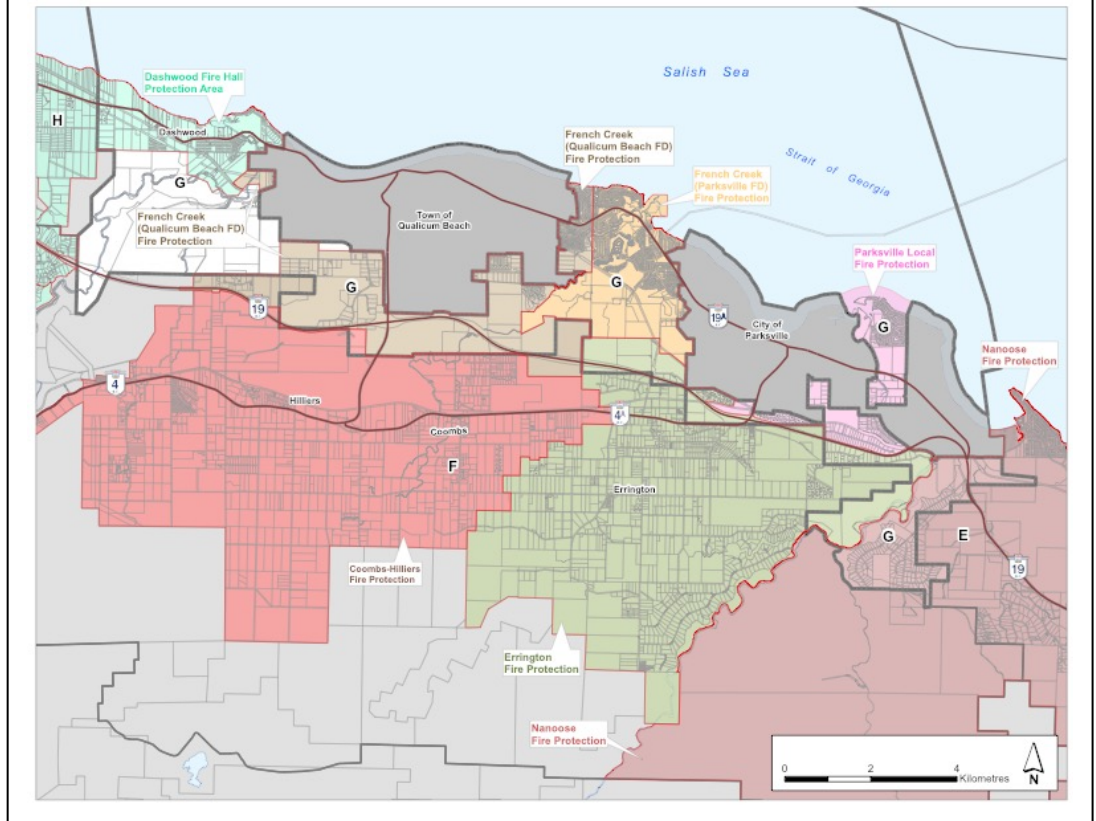 Salish Sea
Dashwood Fire Hall
Protection Area
H
Dashwood
French Creek
(Qualicum Beach FD)
Fire Protection
Strait of Georgia
French Creek
(Parksville FD)
Fire Protection
G
French Creek
(Qualicum Beach FD)
Fire Protection
Town of
Qualicum Beach
Parksville Local
Fire Protection
G
G
19
19A
City of
Parksville
G
Nanoose
Fire Protection
4
Hilliers
4A
Coombs
F
Errington
G
E
19
Coombs-Hilliers
Fire Protection
Errington
Fire Protection
Nanoose
Fire Protection
0
2
4
Kilometres
N